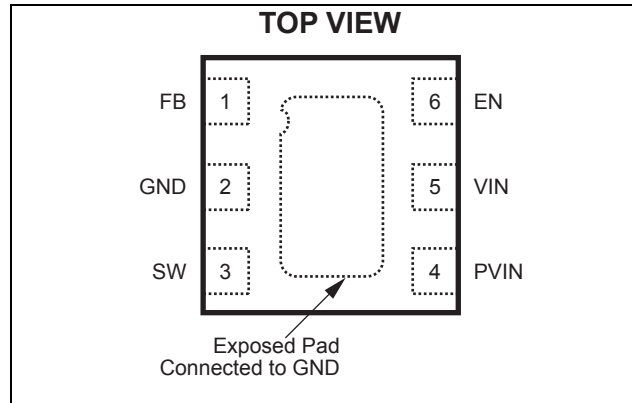 TOP VIEW
FB 1 6 EN
GND 2 5 VIN
SW 3 4 PVIN
Exposed Pad
Connected to GND